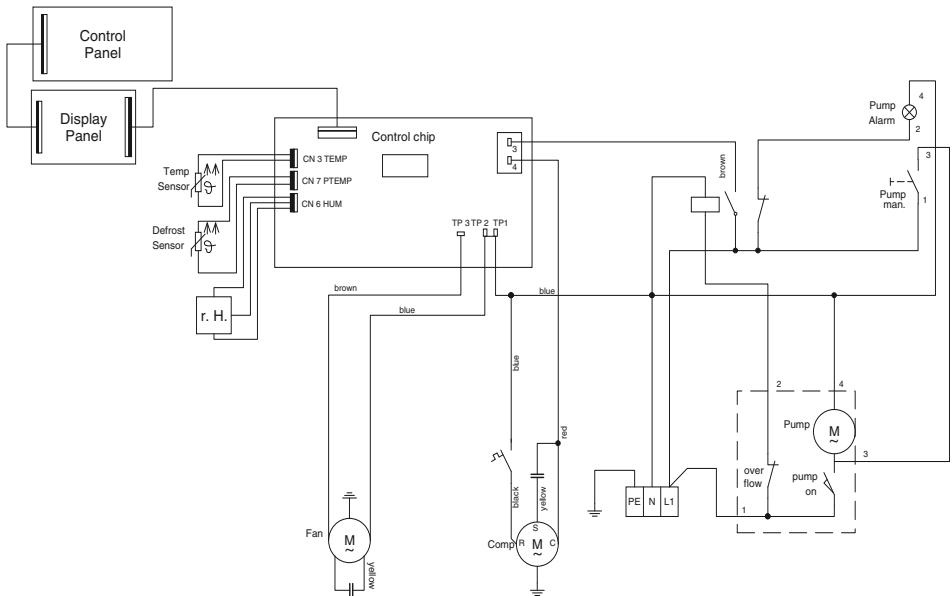 Control
Panel
Display
Panel
Control chip
Temp
Sensor
Defrost
Sensor
CN 3 TEMP
CN 7 PTEMP
CN 6 HUM
3
4
TP 3 TP 2 TP1
r. H.
brown
blue
blue
brown
Pump
Alarm
4
2
3
Pump
man.
1
blue
red
black
yellow
Fan
M
~
yellow
Comp
S
R
M
~
C
PE N L1
2
4
Pump
M
~
3
over
flow
pump
on
1